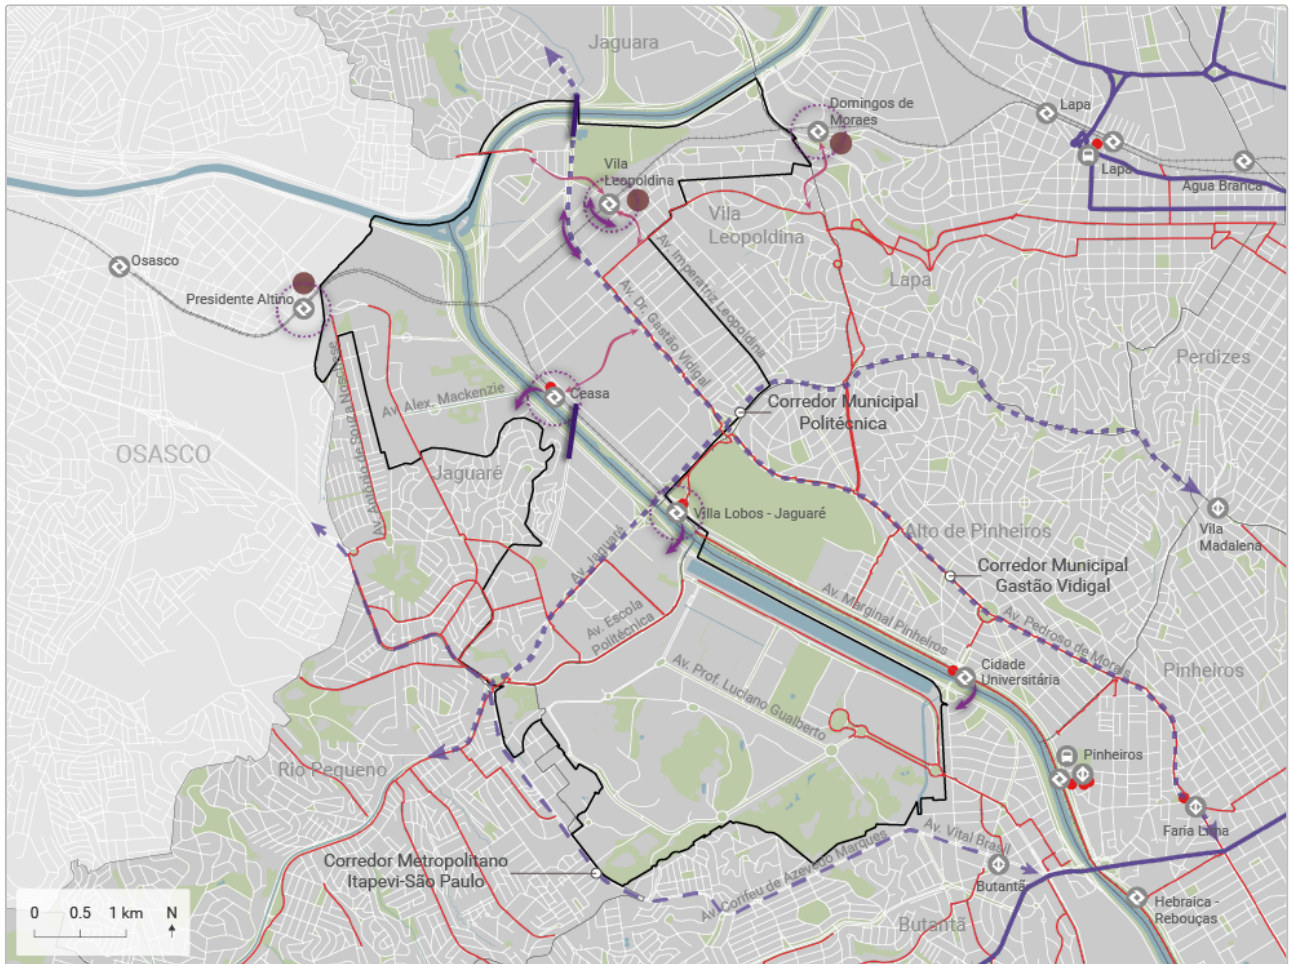 Jaguara
Domingos de
Moraes
Lapa
Lapa
Agua Branca
Vila
Leopoldina
Vila
Leopoldina
Av. Imperatriz Leopoldina
Lapa
Osasco
Presidente Altino
Av. Dr. Gastão Vidigal
Perdizes
Av. Antônio de Souza Noschese
Av Alex. Mackenzie
Ceasa
Corredor Municipal
Politécnica
OSASCO
Jaguaré
Villa Lobos - Jaguaré
Alto de Pinheiros
Vila
Madalena
Av. Jaguaré
Corredor Municipal
Gastão Vidigal
Av. Marginal Pinheiros
Av. Escola
Politécnica
Av. Pedroso de Morais
Cidade
Universitária
Pinheiros
Av. Prof. Luciano Gualberto
Rio Pequeno
Pinheiros
Faria Lima
Av. Vital Brasil
Corredor Metropolitano
Itapevi-São Paulo
Av Corifeu de Azevedo Marques
Butantã
Butantã
Hebraica -
Rebouças
0 0.5 1 km N